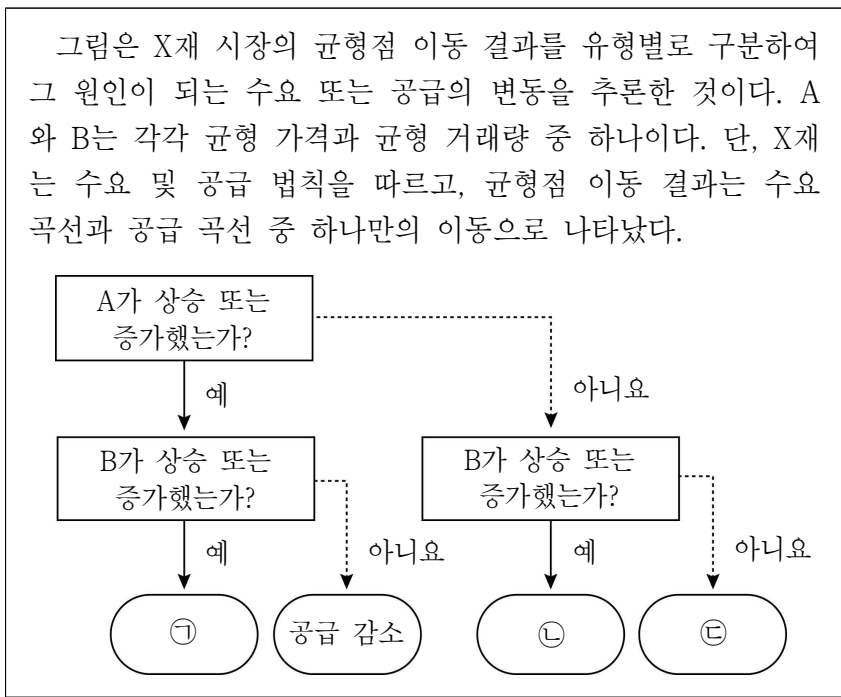 그림은 X재 시장의 균형점 이동 결과를 유형별로 구분하여
그 원인이 되는 수요 또는 공급의 변동을 추론한 것이다. A
와 B는 각각 균형 가격과 균형 거래량 중 하나이다. 단, X재
는 수요 및 공급 법칙을 따르고, 균형점 이동 결과는 수요
곡선과 공급 곡선 중 하나만의 이동으로 나타났다.
A가 상승 또는
증가했는가?
예
아니요
B가 상승 또는
증가했는가?
B가 상승 또는
증가했는가?
예
아니요
예
아니요
㉠
공급 감소
㉡
㉢